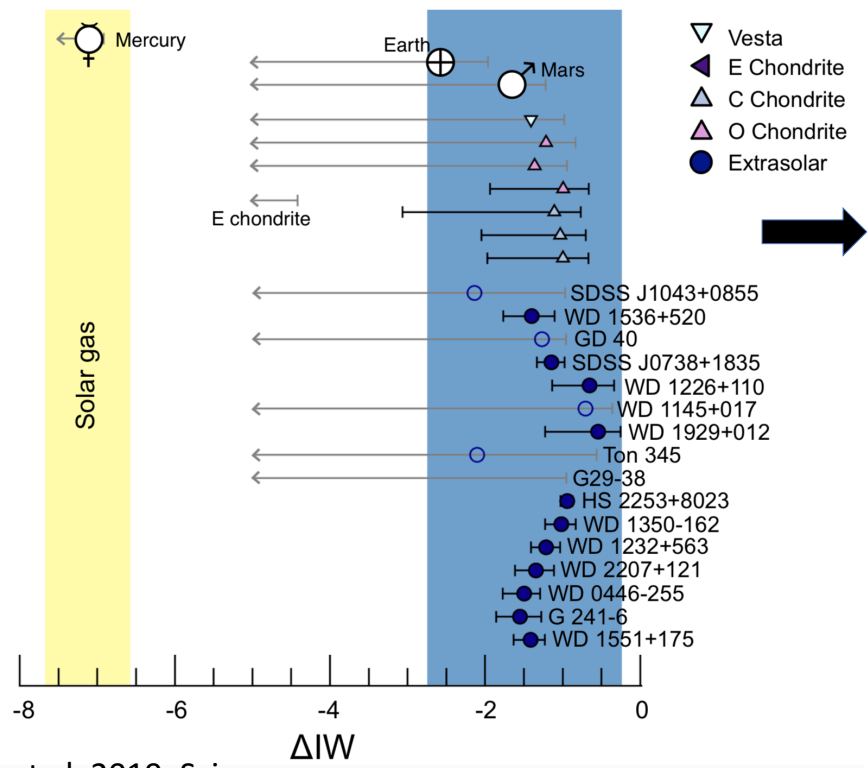 Mercury
Earth
Mars
E chondrite
Solar gas
Vesta
E Chondrite
C Chondrite
O Chondrite
Extrasolar
SDSS J1043+0855
WD 1536+520
GD 40
SDSS J0738+1835
WD 1226+110
WD 1145+017
WD 1929+012
Ton 345
G29-38
HS 2253+8023
WD 1350-162
WD 1232+563
WD 2207+121
WD 0446-255
G 241-6
WD 1551+175
-8 -6 -4 -2 0
ΔIW
2019